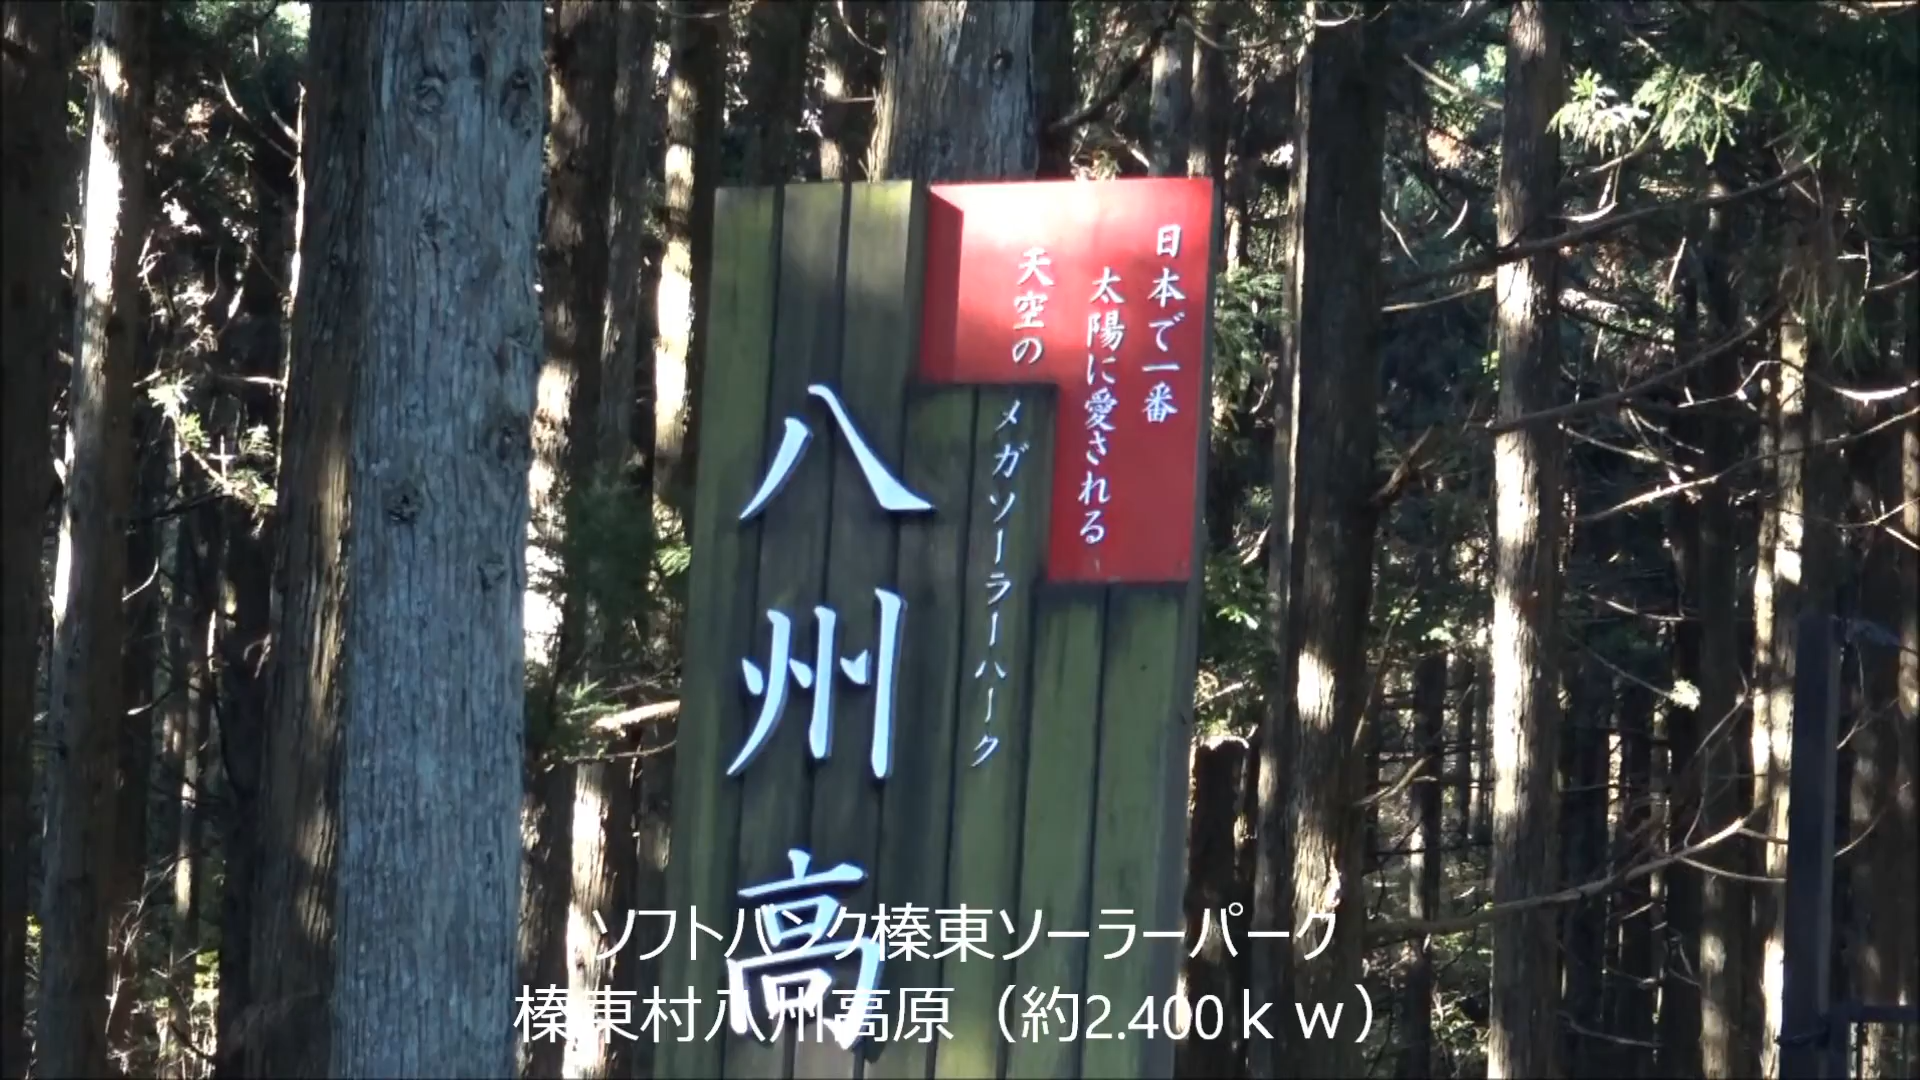 日本で一番
太陽に愛される
天空の
メガソーラーハーク
八州高
ソフトバンク榛東ソーラーパーク
榛東村八州高原（約2.400ｋｗ）